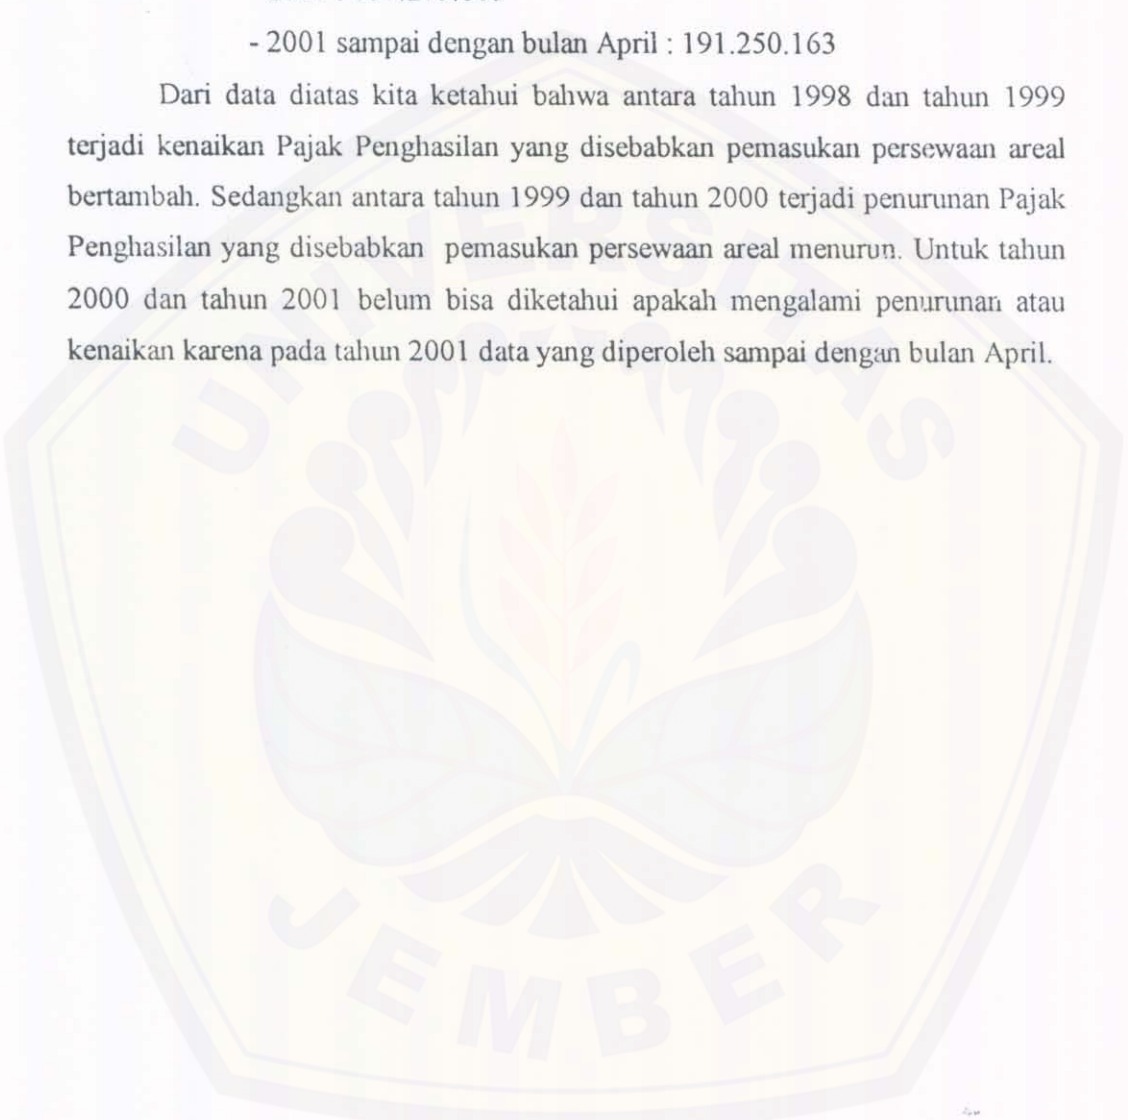 - 2001 sampai dengan bulan April : 191.250.163
Dari data diatas kita ketahui bahwa antara tahun 1998 dan tahun 1999
terjadi kenaikan Pajak Penghasilan yang disebabkan pemasukan persewaan areal
bertambah. Sedangkan antara tahun 1999 dan tahun 2000 terjadi penurunan Pajak
Penghasilan yang disebabkan pemasukan persewaan areal menurun. Untuk tahun
2000 dan tahun 2001 belum bisa diketahui apakah mengalami penurunan atau
kenaikan karena pada tahun 2001 data yang diperoleh sampai dengan bulan April.
UNIVERSITAS
JEMBER